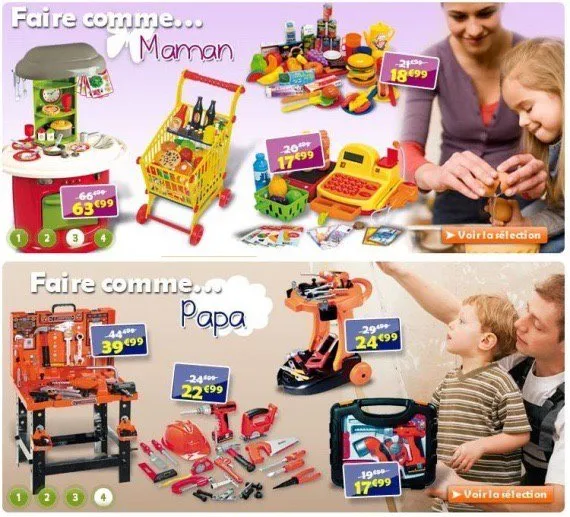 Faire comme...
Maman
21€90
18€99
20€99
17€99
66€99
63€99
1 2 3 4
Voir la sélection
Faire comme...
Papa
44€99
39€99
29€99
24€99
24€99
22€99
19€99
17€99
1 2 3 4
Voir la sélection